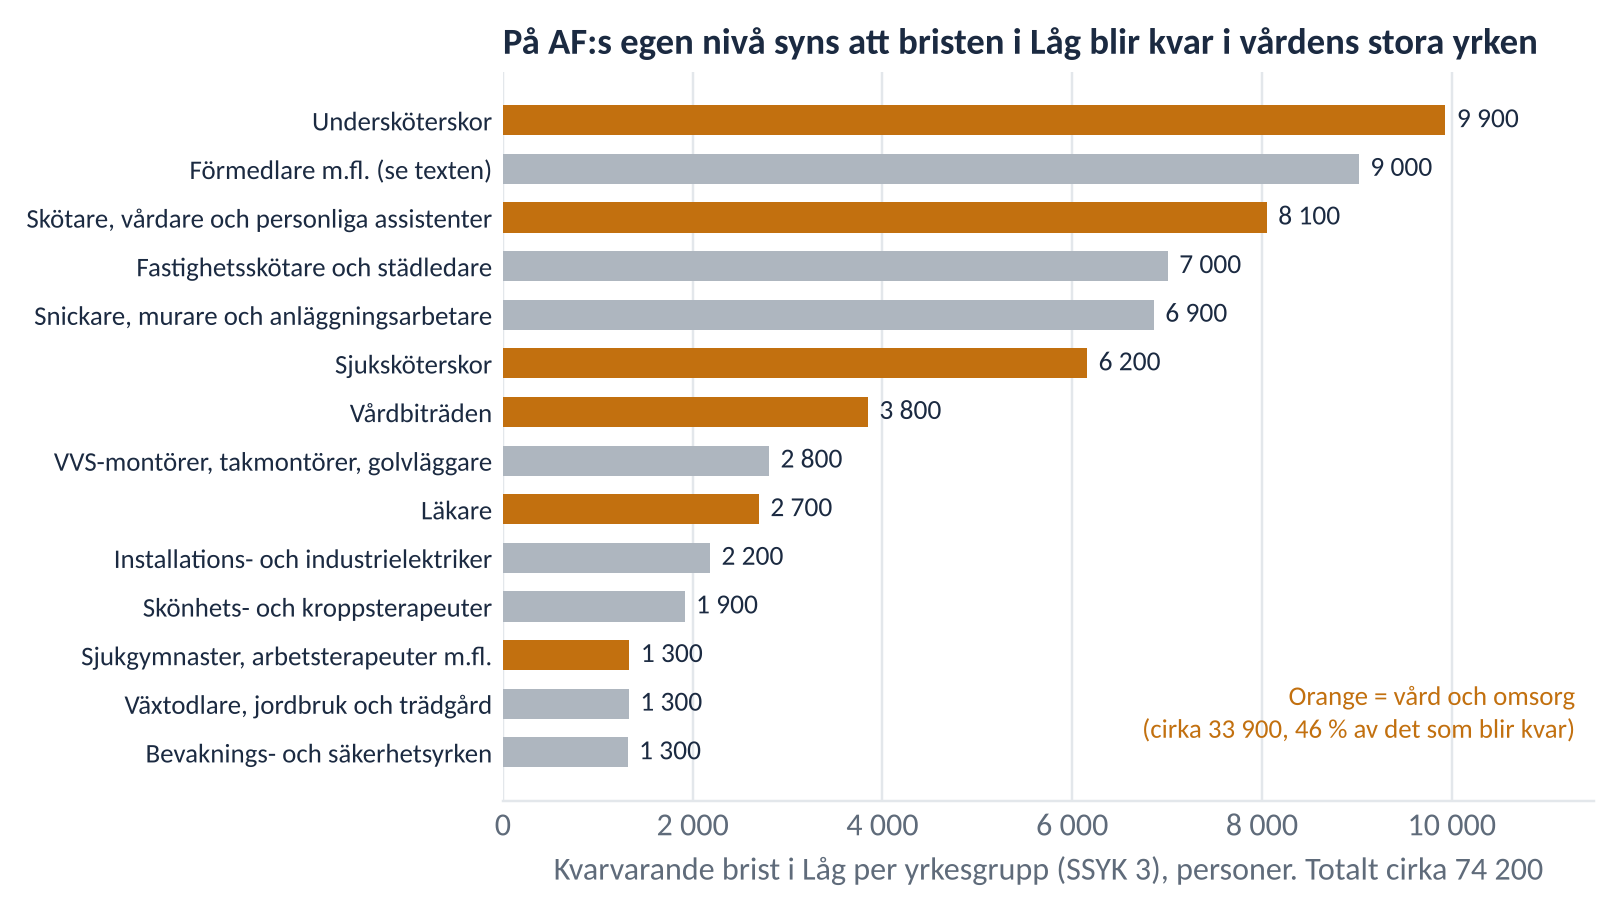 På AF:s egen nivå syns att bristen i Låg blir kvar i vårdens stora yrken
Undersköterskor 9 900
Förmedlare m.fl. (se texten) 9 000
Skötare, vårdare och personliga assistenter 8 100
Fastighetsskötare och städledare 7 000
Snickare, murare och anläggningsarbetare 6 900
Sjuksköterskor 6 200
Vårdbiträden 3 800
VVS-montörer, takmontörer, golvläggare 2 800
Läkare 2 700
Installations- och industrielektriker 2 200
Skönhets- och kroppsterapeuter 1 900
Sjukgymnaster, arbetsterapeuter m.fl. 1 300
Växtodlare, jordbruk och trädgård 1 300
Bevaknings- och säkerhetsyrken 1 300
Orange = vård och omsorg
(cirka 33 900, 46 % av det som blir kvar)
0 2 000 4 000 6 000 8 000 10 000
Kvarvarande brist i Låg per yrkesgrupp (SSYK 3), personer. Totalt cirka 74 200